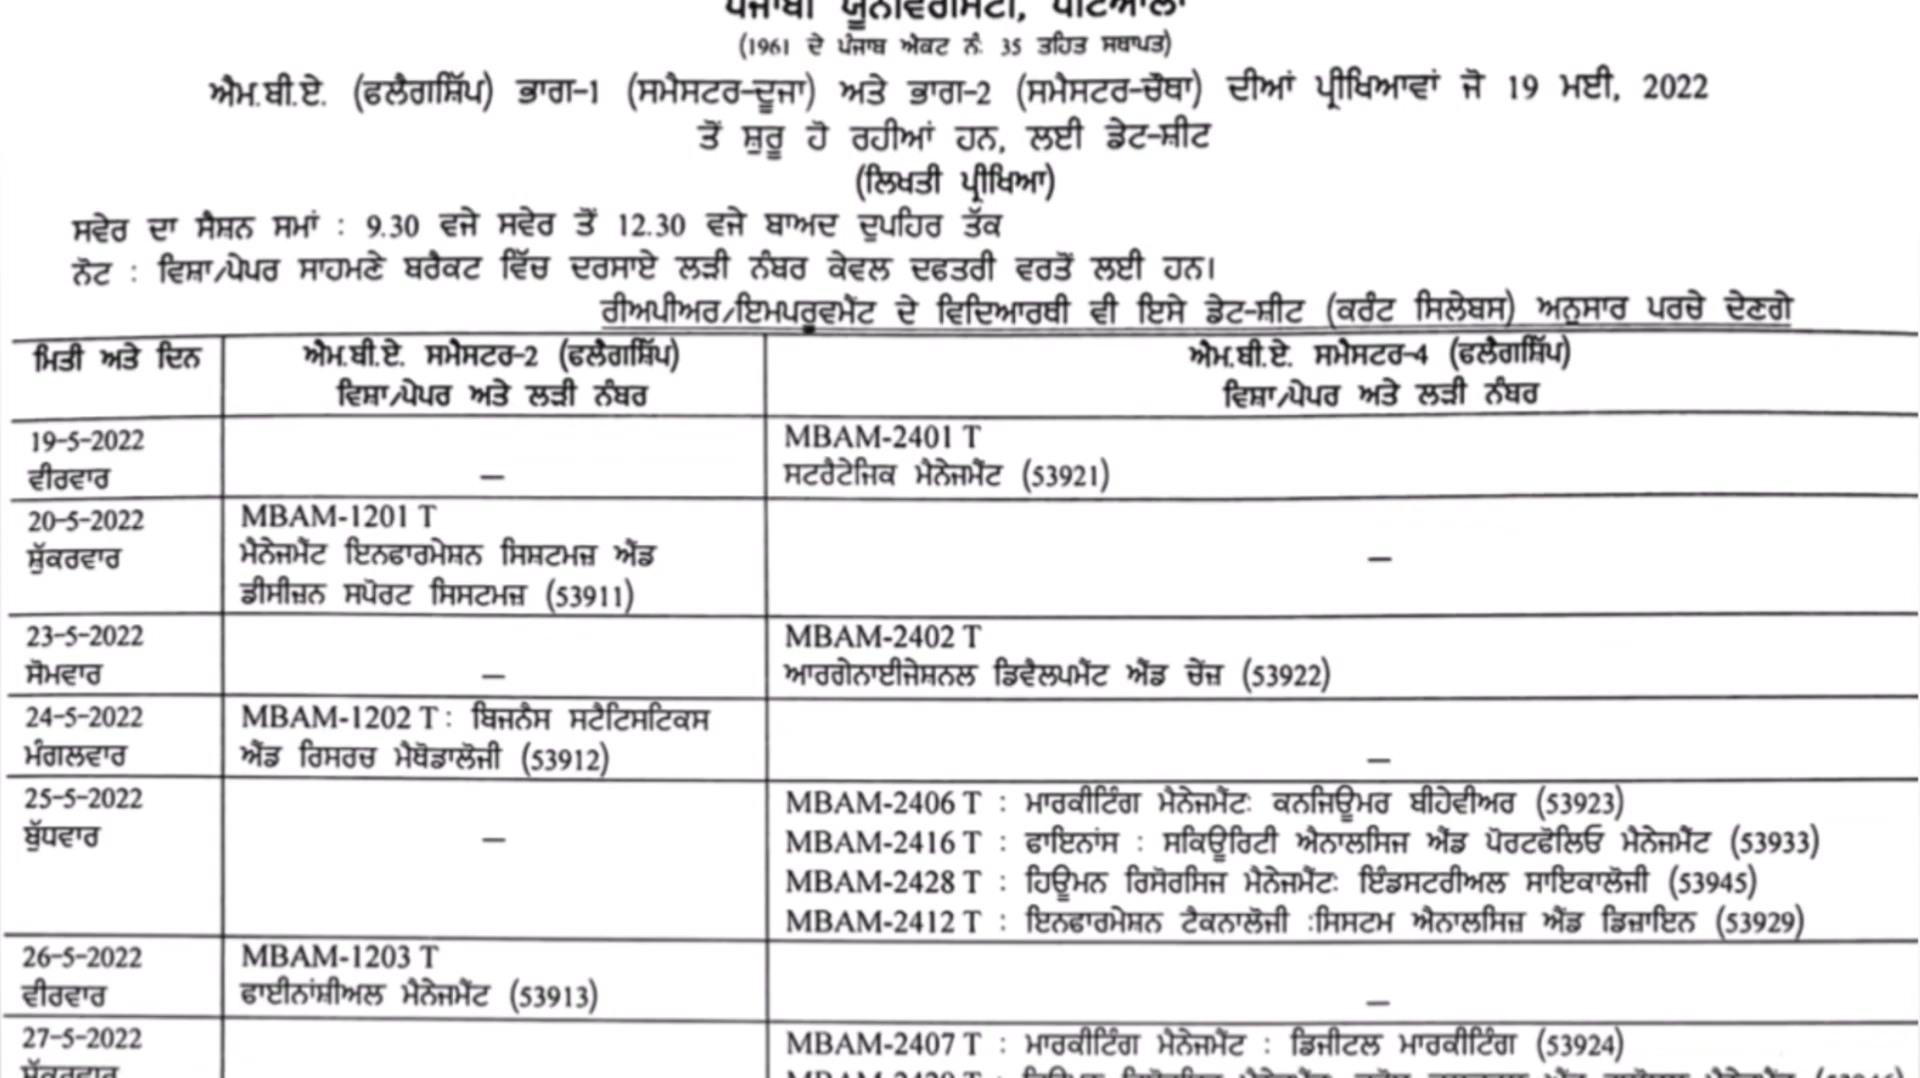 ਪੰਜਾਬੀ ਯੂਨੀਵਰਸਿਟੀ, ਪਟਿਆਲਾ
(1961 ਦੇ ਪੰਜਾਬ ਐਕਟ ਨੰ: 35 ਤਹਿਤ ਸਥਾਪਤ)
ਐਮ.ਬੀ.ਏ. (ਫਲੈਗਸ਼ਿੱਪ) ਭਾਗ-1 (ਸਮੈਸਟਰ-ਦੂਜਾ) ਅਤੇ ਭਾਗ-2 (ਸਮੈਸਟਰ-ਚੌਥਾ) ਦੀਆਂ ਪ੍ਰੀਖਿਆਵਾਂ ਜੋ 19 ਮਈ, 2022
ਤੋਂ ਸ਼ੁਰੂ ਹੋ ਰਹੀਆਂ ਹਨ, ਲਈ ਡੇਟ-ਸ਼ੀਟ
(ਲਿਖਤੀ ਪ੍ਰੀਖਿਆ)
ਸਵੇਰ ਦਾ ਸੈਸ਼ਨ ਸਮਾਂ : 9.30 ਵਜੇ ਸਵੇਰ ਤੋਂ 12.30 ਵਜੇ ਬਾਅਦ ਦੁਪਹਿਰ ਤੱਕ
ਨੋਟ : ਵਿਸ਼ਾ/ਪੇਪਰ ਸਾਹਮਣੇ ਬਰੈਕਟ ਵਿੱਚ ਦਰਸਾਏ ਲੜੀ ਨੰਬਰ ਕੇਵਲ ਦਫਤਰੀ ਵਰਤੋਂ ਲਈ ਹਨ।
ਰੀਅਪੀਅਰ/ਇਮਪਰੂਵਮੈਂਟ ਦੇ ਵਿਦਿਆਰਥੀ ਵੀ ਇਸੇ ਡੇਟ-ਸ਼ੀਟ (ਕਰੰਟ ਸਿਲੇਬਸ) ਅਨੁਸਾਰ ਪਰਚੇ ਦੇਣਗੇ
ਮਿਤੀ ਅਤੇ ਦਿਨ
ਐਮ.ਬੀ.ਏ. ਸਮੈਸਟਰ-2 (ਫਲੈਗਸ਼ਿੱਪ)
ਵਿਸ਼ਾ/ਪੇਪਰ ਅਤੇ ਲੜੀ ਨੰਬਰ
ਐਮ.ਬੀ.ਏ. ਸਮੈਸਟਰ-4 (ਫਲੈਗਸ਼ਿੱਪ)
ਵਿਸ਼ਾ/ਪੇਪਰ ਅਤੇ ਲੜੀ ਨੰਬਰ
19-5-2022
ਵੀਰਵਾਰ
—
MBAM-2401 T
ਸਟਰੈਟੇਜਿਕ ਮੈਨੇਜਮੈਂਟ (53921)
20-5-2022
ਸ਼ੁੱਕਰਵਾਰ
MBAM-1201 T
ਮੈਨੇਜਮੈਂਟ ਇਨਫਾਰਮੇਸ਼ਨ ਸਿਸ਼ਟਮਜ਼ ਐਂਡ
ਡੀਸੀਜ਼ਨ ਸਪੋਰਟ ਸਿਸਟਮਜ਼ (53911)
—
23-5-2022
ਸੋਮਵਾਰ
—
MBAM-2402 T
ਆਰਗੇਨਾਈਜੇਸ਼ਨਲ ਡਿਵੈਲਪਮੈਂਟ ਐਂਡ ਚੇਂਜ਼ (53922)
24-5-2022
ਮੰਗਲਵਾਰ
MBAM-1202 T : ਬਿਜਨੈਸ ਸਟੈਟਿਸਟਿਕਸ
ਐਂਡ ਰਿਸਰਚ ਮੈਥੋਡਾਲੋਜੀ (53912)
—
25-5-2022
ਬੁੱਧਵਾਰ
—
MBAM-2406 T : ਮਾਰਕੀਟਿੰਗ ਮੈਨੇਜਮੈਂਟ: ਕਨਜਿਊਮਰ ਬੀਹੇਵੀਅਰ (53923)
MBAM-2416 T : ਫਾਇਨਾਂਸ : ਸਕਿਊਰਿਟੀ ਐਨਾਲਸਿਜ ਐਂਡ ਪੋਰਟਫੋਲਿਓ ਮੈਨੇਜਮੈਂਟ (53933)
MBAM-2428 T : ਹਿਊਮਨ ਰਿਸੋਰਸਿਜ ਮੈਨੇਜਮੈਂਟ: ਇੰਡਸਟਰੀਅਲ ਸਾਇਕਾਲੋਜੀ (53945)
MBAM-2412 T : ਇਨਫਾਰਮੇਸ਼ਨ ਟੈਕਨਾਲੋਜੀ :ਸਿਸਟਮ ਐਨਾਲਸਿਜ਼ ਐਂਡ ਡਿਜ਼ਾਇਨ (53929)
26-5-2022
ਵੀਰਵਾਰ
MBAM-1203 T
ਫਾਈਨਾਂਸ਼ੀਅਲ ਮੈਨੇਜਮੈਂਟ (53913)
—
27-5-2022
ਸ਼ੁੱਕਰਵਾਰ
MBAM-2407 T : ਮਾਰਕੀਟਿੰਗ ਮੈਨੇਜਮੈਂਟ : ਡਿਜੀਟਲ ਮਾਰਕੀਟਿੰਗ (53924)